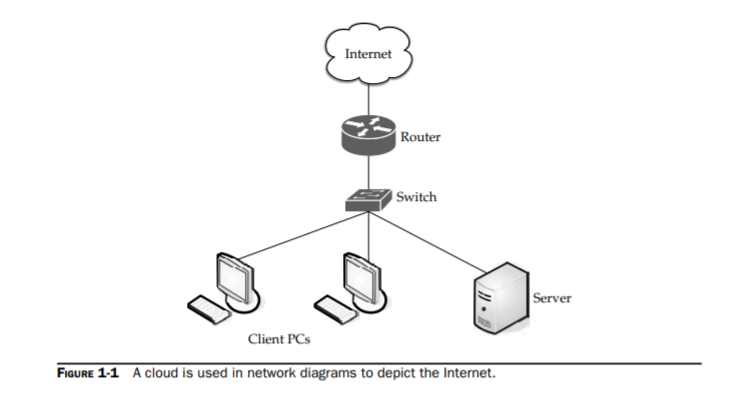 Internet
Router
Switch
Server
Client PCs
FIGURE 1-1 A cloud is used in network diagrams to depict the Internet.